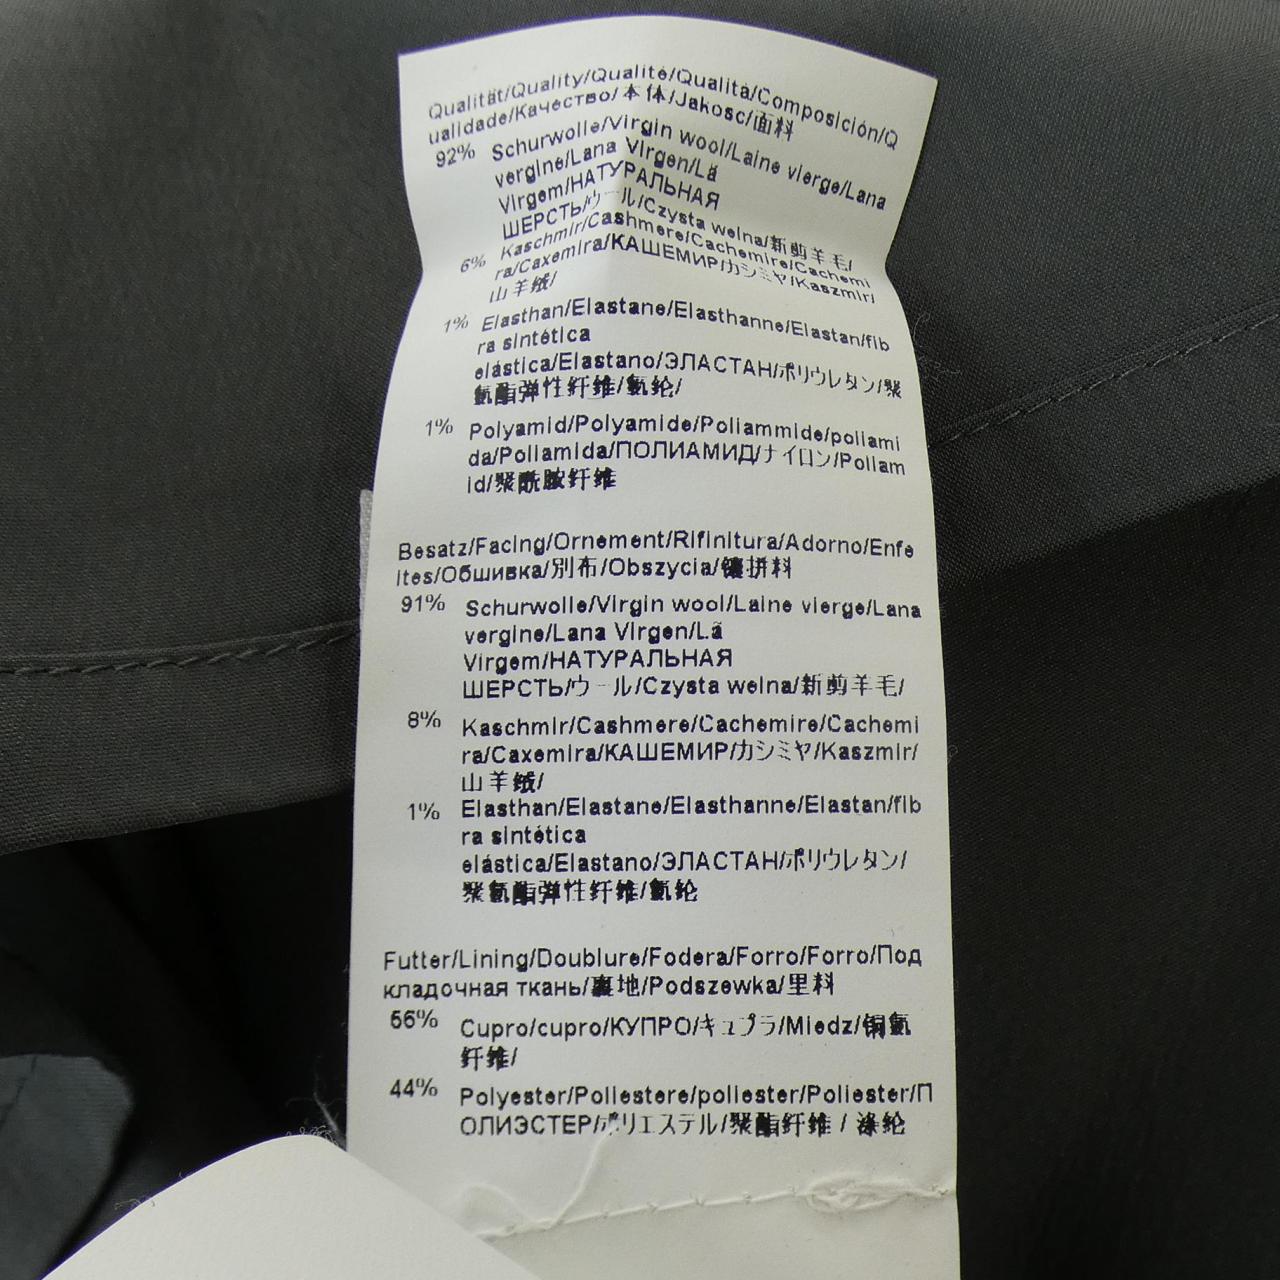 Qualität/Quality/Qualité/Qualità/Composición/Q
ualidade/Качество/本体/Jakosc/面料
92% Schurwolle/Virgin wool/Laine vierge/Lana
vergine/Lana Virgen/Lã
Virgem/НАТУРАЛЬНАЯ
ШЕРСТЬ/ウール/Czysta welna/新剪羊毛/
6% Kaschmir/Cashmere/Cachemire/Cachemi
ra/Caxemira/КАШЕМИР/カシミヤ/Kaszmir/
山羊绒/
1% Elasthan/Elastane/Elasthanne/Elastan/fib
ra sintética
elástica/Elastano/ЭЛАСТАН/ポリウレタン/聚
氨酯弹性纤维/氨纶/
1% Polyamid/Polyamide/Poliammide/poliami
da/Poliamida/ПОЛИАМИД/ナイロン/Poliam
id/聚酰胺纤维
Besatz/Facing/Ornement/Rifinitura/Adorno/Enfe
ites/Обшивка/別布/Obszycia/镶拼料
91% Schurwolle/Virgin wool/Laine vierge/Lana
vergine/Lana Virgen/Lã
Virgem/НАТУРАЛЬНАЯ
ШЕРСТЬ/ウール/Czysta welna/新剪羊毛/
8% Kaschmir/Cashmere/Cachemire/Cachemi
ra/Caxemira/КАШЕМИР/カシミヤ/Kaszmir/
山羊绒/
1% Elasthan/Elastane/Elasthanne/Elastan/fib
ra sintética
elástica/Elastano/ЭЛАСТАН/ポリウレタン/
聚氨酯弹性纤维/氨纶
Futter/Lining/Doublure/Fodera/Forro/Forro/Под
кладочная ткань/裏地/Podszewka/里料
56% Cupro/cupro/КУПРО/キュプラ/Miedz/铜氨
纤维/
44% Polyester/Poliestere/poliester/Poliester/П
ОЛИЭСТЕР/ポリエステル/聚酯纤维 / 涤纶